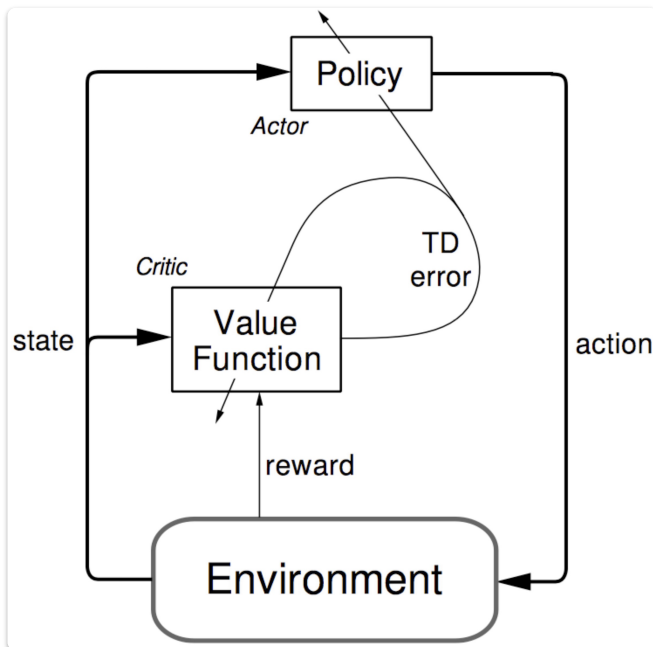 Policy
Actor
TD
error
Critic
Value
Function
state
action
reward
Environment